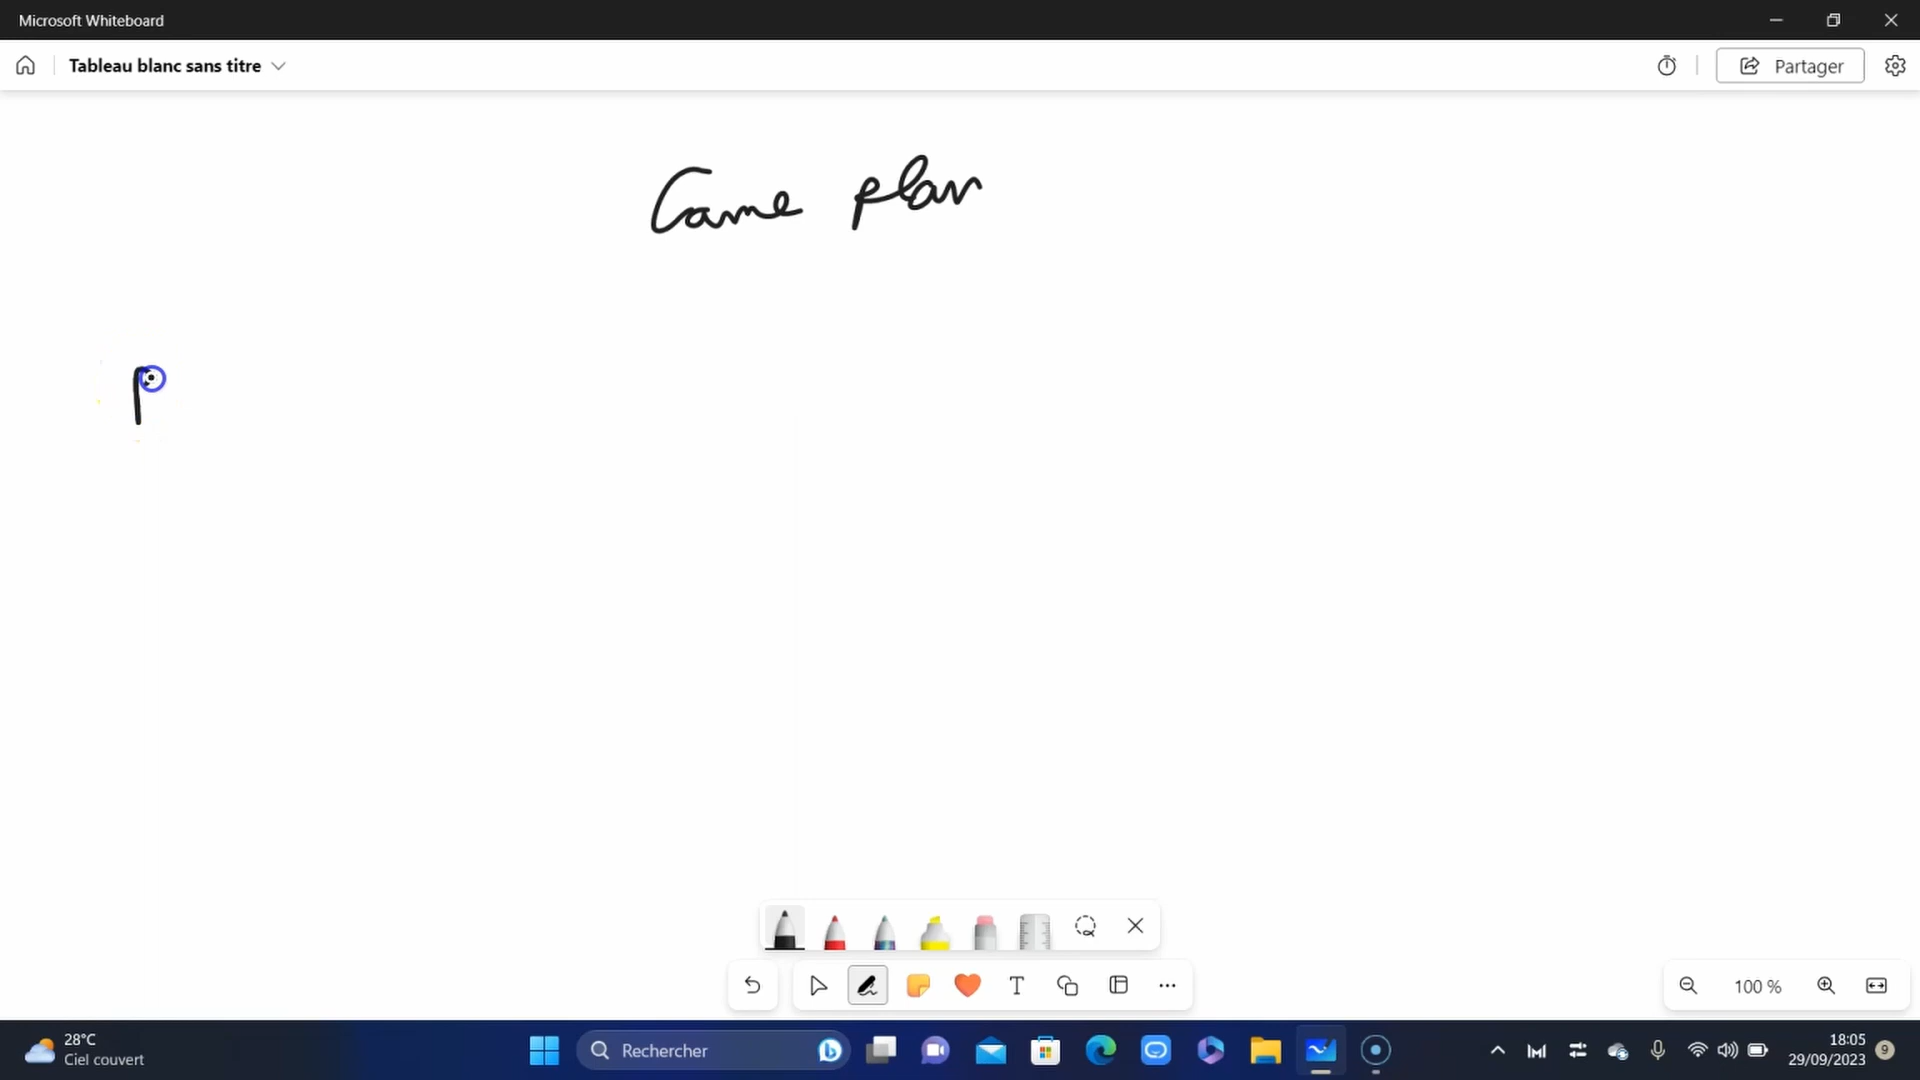 Microsoft Whiteboard
Tableau blanc sans titre
Partager
Game plan
P
100 %
28°C
Ciel couvert
Rechercher
18:05
29/09/2023
9